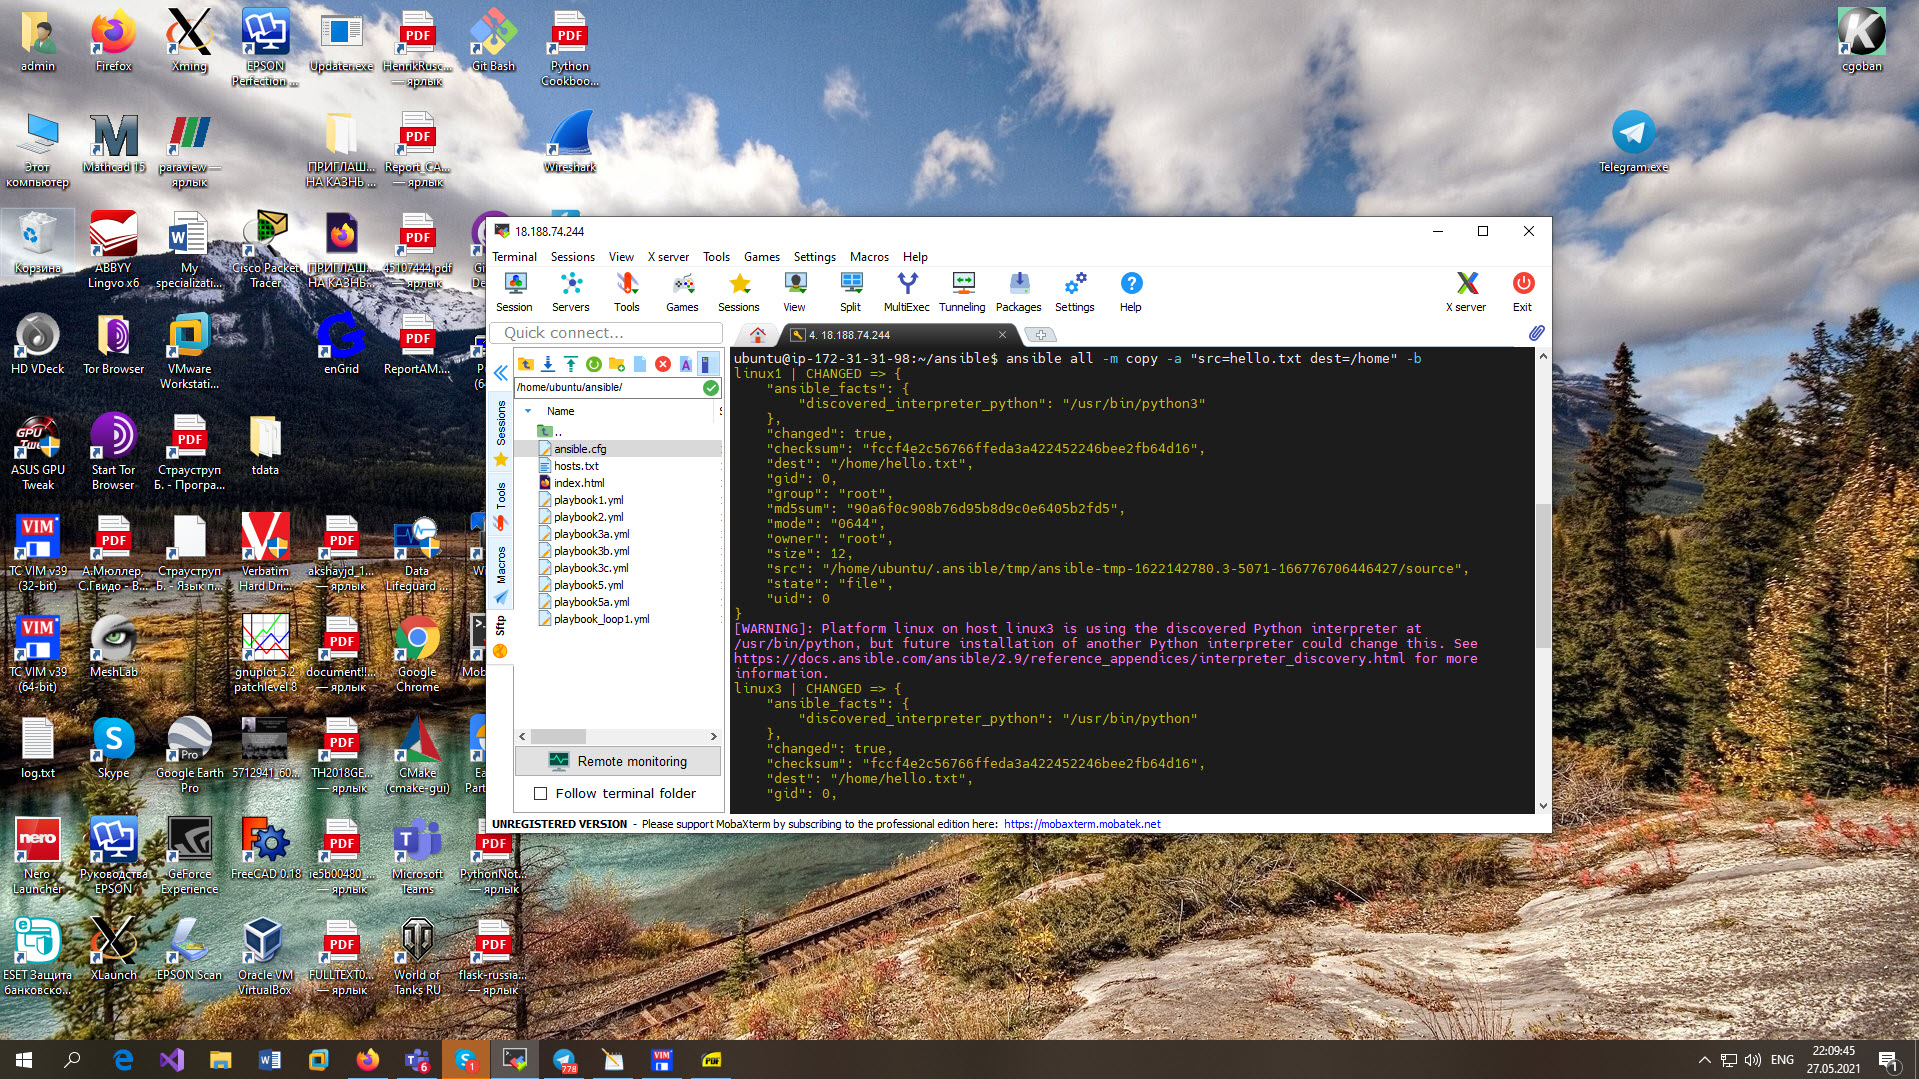 admin
Firefox
Xming
EPSON Perfection ...
Updater.exe
HenrikRusc... — ярлык
Git Bash
Python Cookboo...
cgoban
Этот компьютер
Mathcad 15
paraview — ярлык
ПРИГЛАШ... НА КАЗНЬ ...
Report_CA... — ярлык
Wireshark
Telegram.exe
Корзина
ABBYY Lingvo x6
My specializati...
Cisco Packet Tracer
ПРИГЛАШ... НА КАЗНЬ...
45107444.pdf — ярлык
HD VDeck
Tor Browser
VMware Workstati...
enGrid
ReportAM....
ASUS GPU Tweak
Start Tor Browser
Страуструп Б. - Програ...
tdata
TC VIM v39 (32-bit)
А.Мюллер, С.Гвидо - В...
Страуструп Б. - Язык п...
Verbatim Hard Dri...
akshayjd_1... — ярлык
Data Lifeguard ...
TC VIM v39 (64-bit)
MeshLab
gnuplot 5.2 patchlevel 8
document!!... — ярлык
Google Chrome
log.txt
Skype
Google Earth Pro
5712941_60...
TH2018GE... — ярлык
CMake (cmake-gui)
Nero Launcher
Руководства EPSON
GeForce Experience
FreeCAD 0.18
ie5b00480_... — ярлык
Microsoft Teams
PythonNot... — ярлык
ESET Защита банковско...
XLaunch
EPSON Scan
Oracle VM VirtualBox
FULLTEXT0... — ярлык
World of Tanks RU
flask-russia... — ярлык
18.188.74.244
Terminal Sessions View X server Tools Games Settings Macros Help
Session Servers Tools Games Sessions View Split MultiExec Tunneling Packages Settings Help X server Exit
Quick connect...
4. 18.188.74.244
Sessions
Tools
Macros
Sftp
/home/ubuntu/ansible/
Name
..
ansible.cfg
hosts.txt
index.html
playbook1.yml
playbook2.yml
playbook3a.yml
playbook3b.yml
playbook3c.yml
playbook5.yml
playbook5a.yml
playbook_loop1.yml
Remote monitoring
Follow terminal folder
ubuntu@ip-172-31-31-98:~/ansible$ ansible all -m copy -a "src=hello.txt dest=/home" -b
linux1 | CHANGED => {
"ansible_facts": {
"discovered_interpreter_python": "/usr/bin/python3"
},
"changed": true,
"checksum": "fccf4e2c56766ffeda3a422452246bee2fb64d16",
"dest": "/home/hello.txt",
"gid": 0,
"group": "root",
"md5sum": "90a6f0c908b76d95b8d9c0e6405b2fd5",
"mode": "0644",
"owner": "root",
"size": 12,
"src": "/home/ubuntu/.ansible/tmp/ansible-tmp-1622142780.3-5071-166776706446427/source",
"state": "file",
"uid": 0
}
[WARNING]: Platform linux on host linux3 is using the discovered Python interpreter at
/usr/bin/python, but future installation of another Python interpreter could change this. See
https://docs.ansible.com/ansible/2.9/reference_appendices/interpreter_discovery.html for more
information.
linux3 | CHANGED => {
"ansible_facts": {
"discovered_interpreter_python": "/usr/bin/python"
},
"changed": true,
"checksum": "fccf4e2c56766ffeda3a422452246bee2fb64d16",
"dest": "/home/hello.txt",
"gid": 0,
UNREGISTERED VERSION - Please support MobaXterm by subscribing to the professional edition here: https://mobaxterm.mobatek.net
ENG
22:09:45
27.05.2021